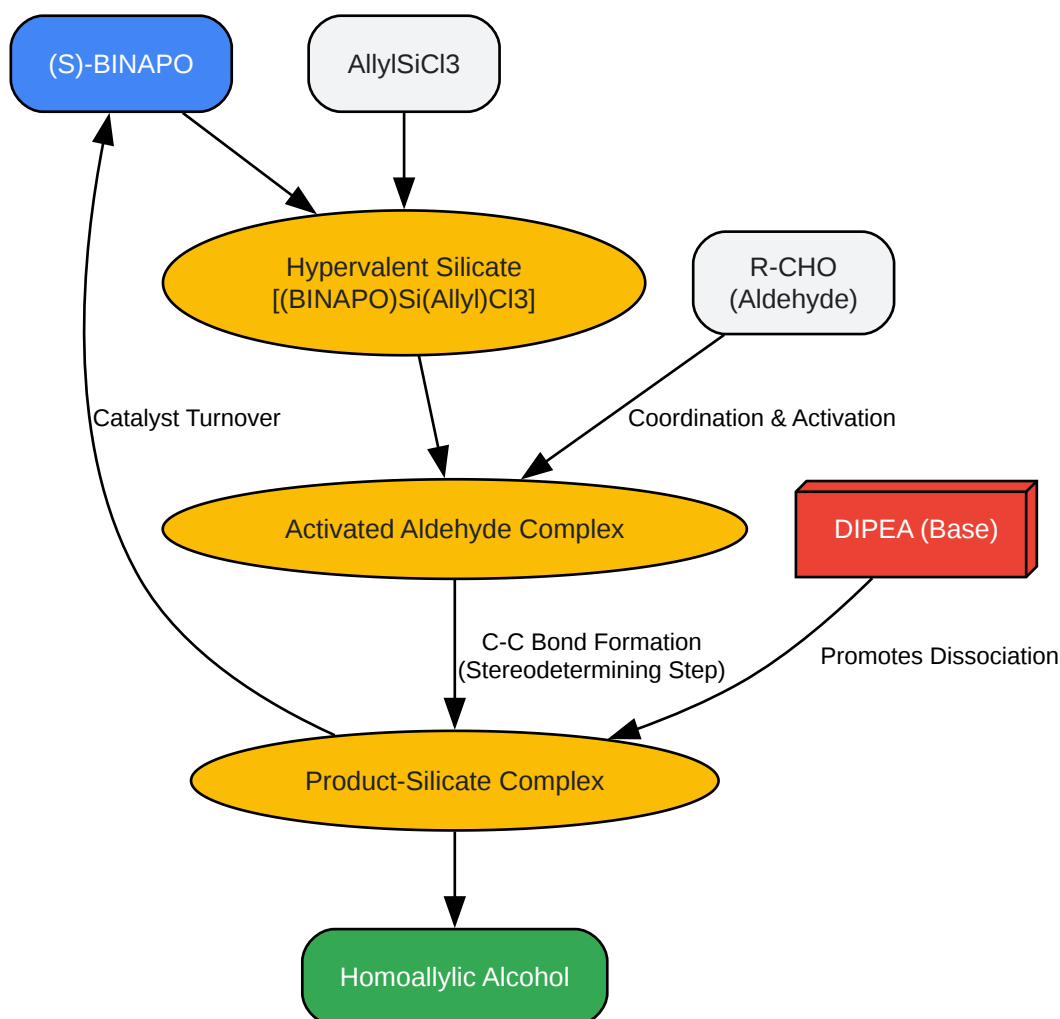 (S)-BINAPO
AllylSiCl3
Hypervalent Silicate
[(BINAPO)Si(Allyl)Cl3]
R-CHO
(Aldehyde)
Catalyst Turnover
Coordination & Activation
Activated Aldehyde Complex
DIPEA (Base)
C-C Bond Formation
(Stereodetermining Step)
Promotes Dissociation
Product-Silicate Complex
Homoallylic Alcohol